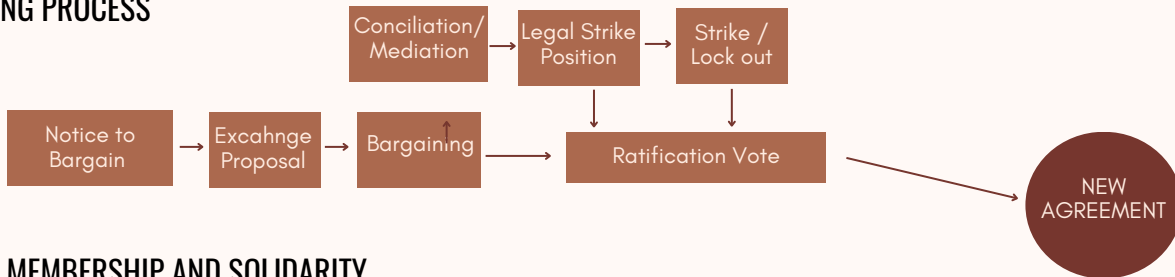 NG PROCESS
Conciliation/
Mediation
Legal Strike
Position
Strike /
Lock out
Notice to
Bargain
Excahnge
Proposal
Bargaining
Ratification Vote
NEW
AGREEMENT
MEMBERSHIP AND SOLIDARITY